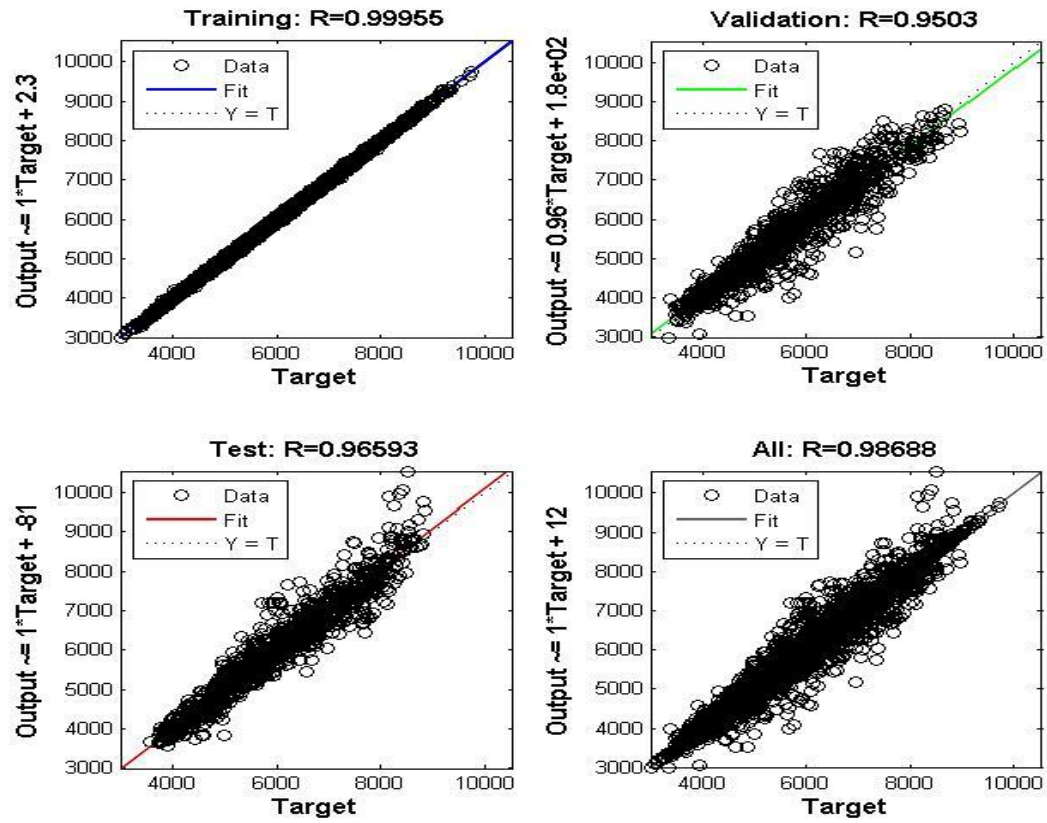 Training: R=0.99955
Output ~= 1*Target + 2.3
10000
9000
8000
7000
6000
5000
4000
3000
Data
Fit
Y = T
4000 6000 8000 10000
Target
Validation: R=0.9503
Output ~= 0.96*Target + 1.8e+02
10000
9000
8000
7000
6000
5000
4000
3000
Data
Fit
Y = T
4000 6000 8000 10000
Target
Test: R=0.96593
Output ~= 1*Target + -81
10000
9000
8000
7000
6000
5000
4000
3000
Data
Fit
Y = T
4000 6000 8000 10000
Target
All: R=0.98688
Output ~= 1*Target + 12
10000
9000
8000
7000
6000
5000
4000
3000
Data
Fit
Y = T
4000 6000 8000 10000
Target